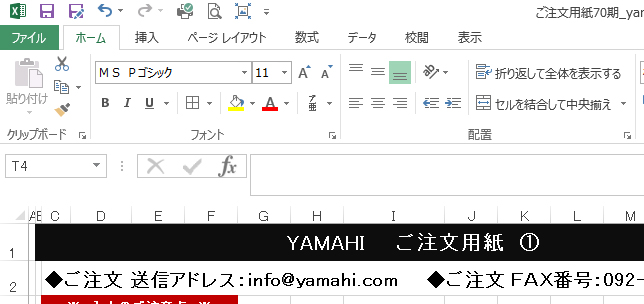 ご注文用紙70期_yam
ファイル ホーム 挿入 ページ レイアウト 数式 データ 校閲 表示
貼り付け
ＭＳ Ｐゴシック 11 A A
B I U A ア亜
折り返して全体を表示する
セルを結合して中央揃え
クリップボード フォント 配置
T4 fx
A B C D E F G H I J K L M
1 YAMAHI ご注文用紙 ①
2 ◆ご注文 送信アドレス：info@yamahi.com ◆ご注文 FAX番号：092-